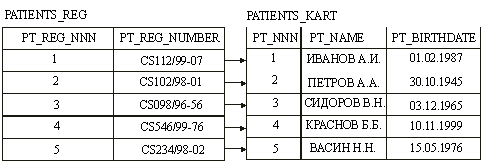 PATIENTS_REG
PATIENTS_KART
PT_REG_NNN PT_REG_NUMBER PT_NNN PT_NAME PT_BIRTHDATE
1 CS112/99-07 1 ИВАНОВ А.И. 01.02.1987
2 CS102/98-01 2 ПЕТРОВ А.А. 30.10.1945
3 CS098/96-56 3 СИДОРОВ В.Н. 03.12.1965
4 CS546/99-76 4 КРАСНОВ Б.Б. 10.11.1999
5 CS234/98-02 5 ВАСИН Н.Н. 15.05.1976